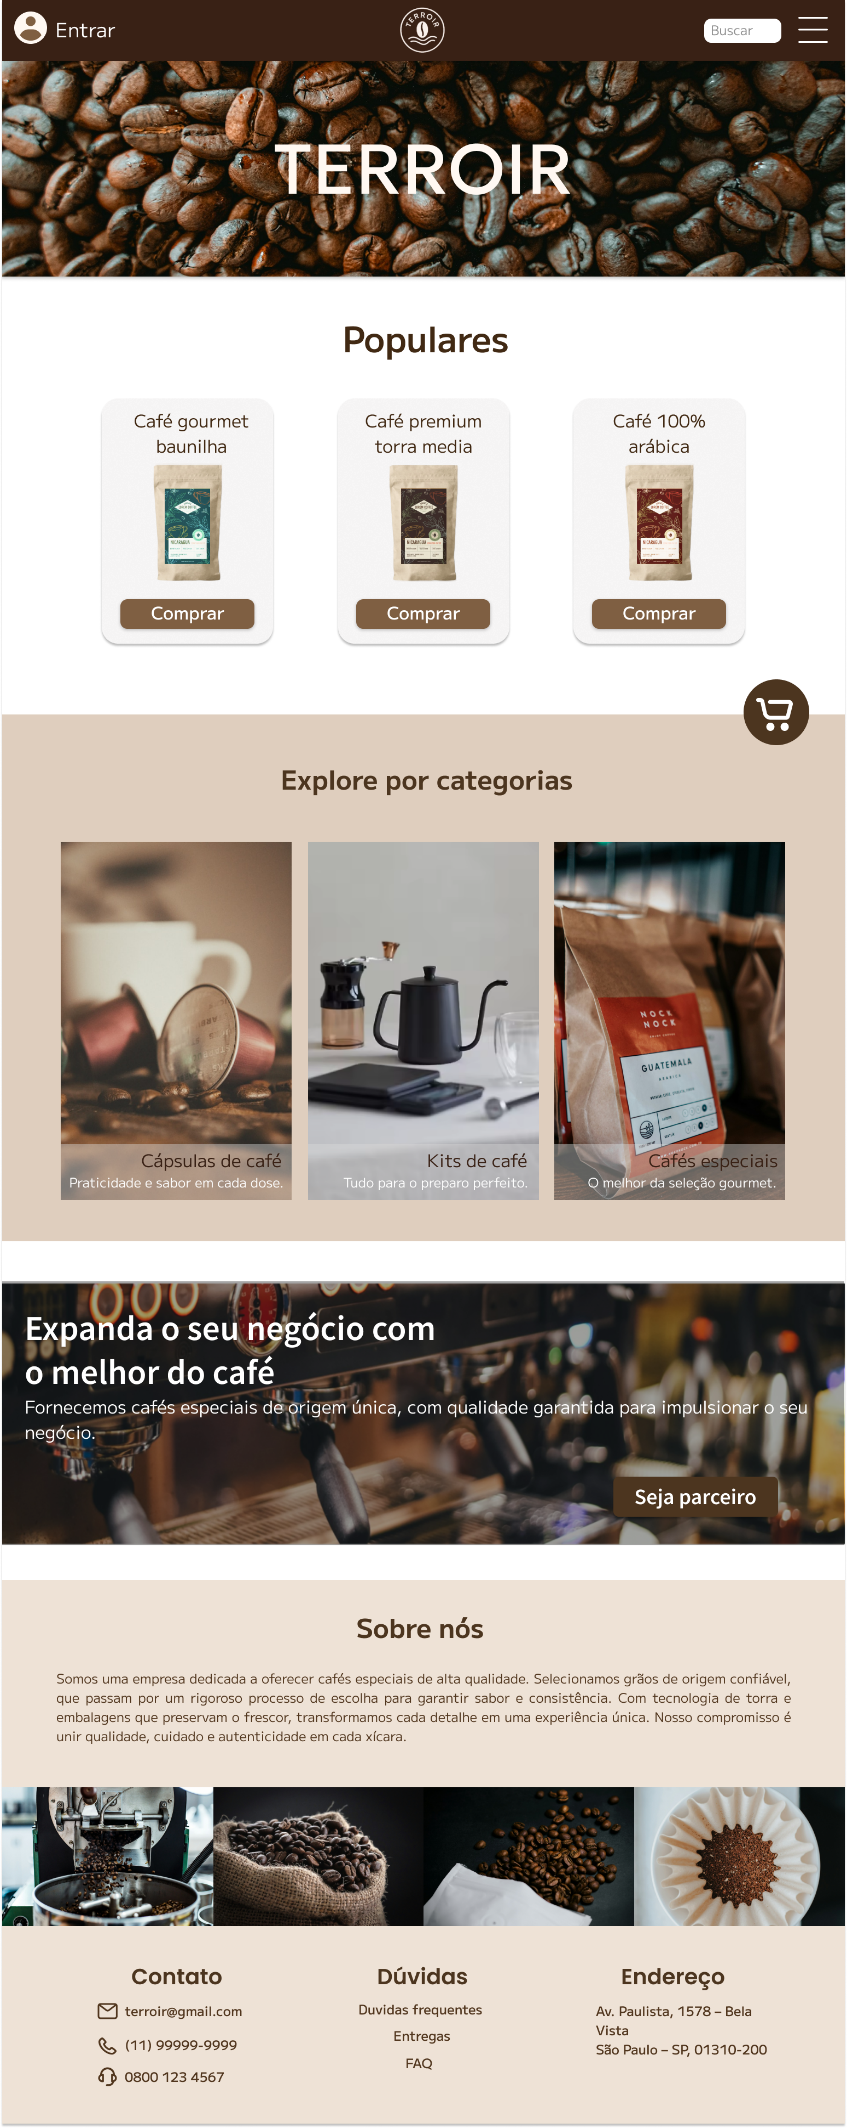 Entrar
TERROIR
Buscar
TERROIR
Populares
Café gourmet
baunilha
Café premium
torra media
Café 100%
arábica
NICARAGUA
NICARAGUA
NICARAGUA
Comprar
Comprar
Comprar
Explore por categorias
NOCK
NOCK
GUATEMALA
Cápsulas de café
Praticidade e sabor em cada dose.
Kits de café
Tudo para o preparo perfeito.
Cafés especiais
O melhor da seleção gourmet.
Expanda o seu negócio com
o melhor do café
Fornecemos cafés especiais de origem única, com qualidade garantida para impulsionar o seu
negócio.
Seja parceiro
Sobre nós
Somos uma empresa dedicada a oferecer cafés especiais de alta qualidade. Selecionamos grãos de origem confiável,
que passam por um rigoroso processo de escolha para garantir sabor e consistência. Com tecnologia de torra e
embalagens que preservam o frescor, transformamos cada detalhe em uma experiência única. Nosso compromisso é
unir qualidade, cuidado e autenticidade em cada xícara.
Contato
terroir@gmail.com
(11) 99999-9999
0800 123 4567
Dúvidas
Duvidas frequentes
Entregas
FAQ
Endereço
Av. Paulista, 1578 – Bela
Vista
São Paulo – SP, 01310-200